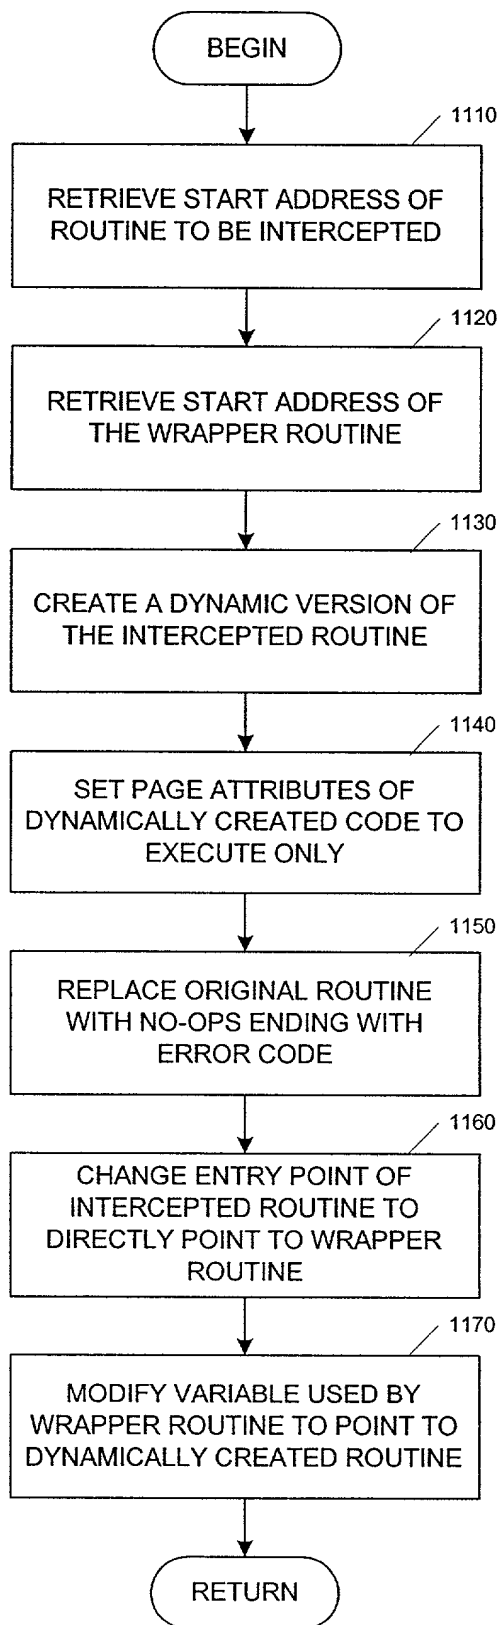 BEGIN
1110
RETRIEVE START ADDRESS OF
ROUTINE TO BE INTERCEPTED
1120
RETRIEVE START ADDRESS OF
THE WRAPPER ROUTINE
1130
CREATE A DYNAMIC VERSION OF
THE INTERCEPTED ROUTINE
1140
SET PAGE ATTRIBUTES OF
DYNAMICALLY CREATED CODE TO
EXECUTE ONLY
1150
REPLACE ORIGINAL ROUTINE
WITH NO-OPS ENDING WITH
ERROR CODE
1160
CHANGE ENTRY POINT OF
INTERCEPTED ROUTINE TO
DIRECTLY POINT TO WRAPPER
ROUTINE
1170
MODIFY VARIABLE USED BY
WRAPPER ROUTINE TO POINT TO
DYNAMICALLY CREATED ROUTINE
RETURN